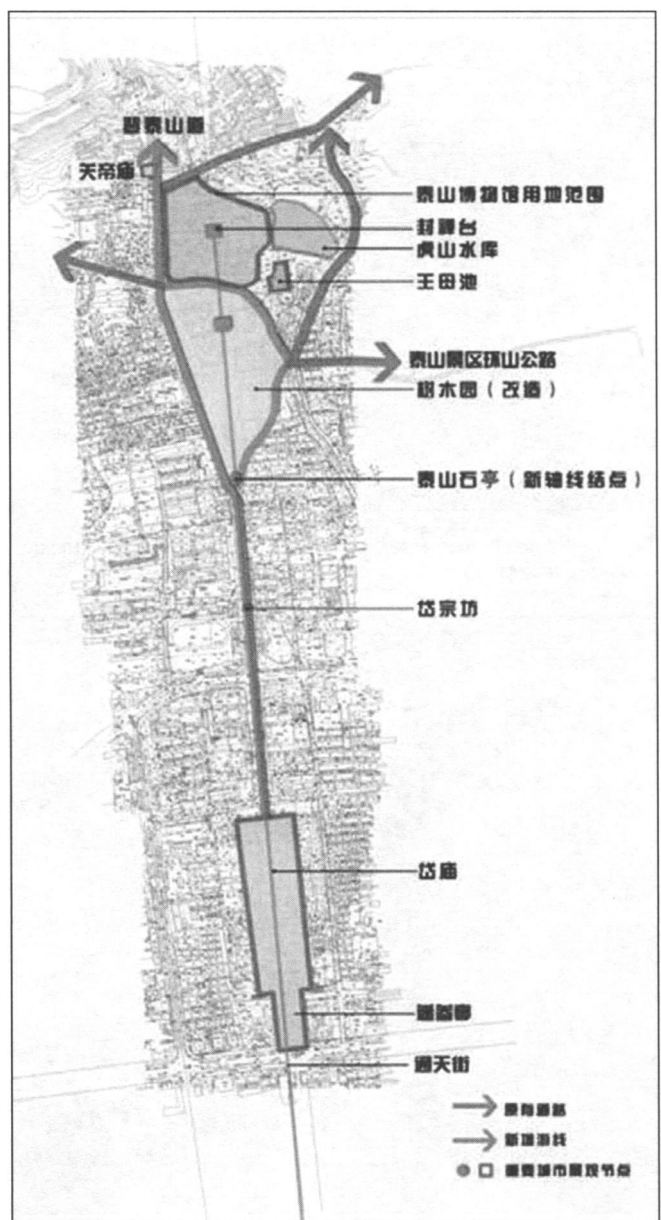 登泰山道
关帝庙
泰山博物馆用地范围
封禅台
虎山水库
王母池
泰山景区环山公路
树木园（改造）
泰山石亭（新轴线结点）
岱宗坊
岱庙
遥参亭
通天街
原有道路
新增游线
重要城市景观节点